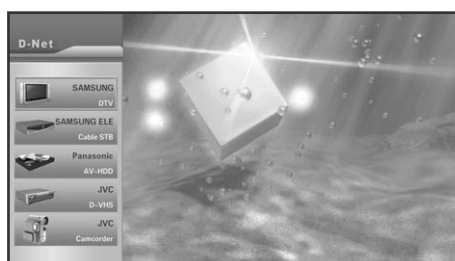 D-Net
SAMSUNG
DTV
SAMSUNG ELE
Cable STB
Panasonic
AV-HDD
JVC
D-VHS
JVC
Camcorder